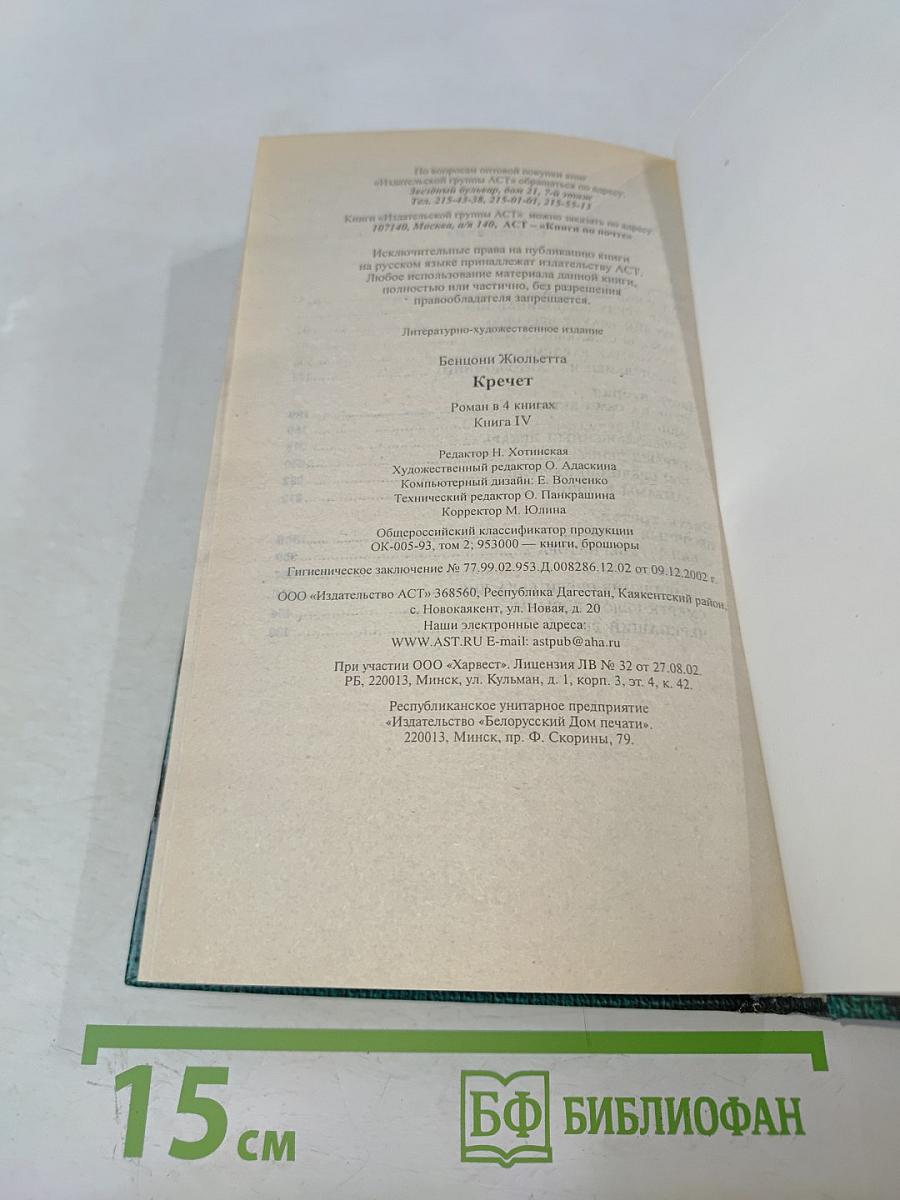 По вопросам оптовой покупки книг
«Издательской группы АСТ» обращаться по адресу:
Звездный бульвар, дом 21, 7-й этаж
Тел. 215-43-38, 215-01-01, 215-55-13
Книги «Издательской группы АСТ» можно заказать по адресу:
107140, Москва, а/я 140, АСТ – «Книги по почте»
Исключительные права на публикацию книги
на русском языке принадлежат издательству АСТ.
Любое использование материала данной книги,
полностью или частично, без разрешения
правообладателя запрещается.
Литературно-художественное издание
Бенцони Жюльетта
Кречет
Роман в 4 книгах
Книга IV
Редактор Н. Хотинская
Художественный редактор О. Адаскина
Компьютерный дизайн: Е. Волченко
Технический редактор О. Панкрашина
Корректор М. Юлина
Общероссийский классификатор продукции
ОК-005-93, том 2; 953000 — книги, брошюры
Гигиеническое заключение № 77.99.02.953.Д.008286.12.02 от 09.12.2002 г.
ООО «Издательство АСТ» 368560, Республика Дагестан, Каякентский район,
с. Новокаякент, ул. Новая, д. 20
Наши электронные адреса:
WWW.AST.RU E-mail: astpub@aha.ru
При участии ООО «Харвест». Лицензия ЛВ № 32 от 27.08.02.
РБ, 220013, Минск, ул. Кульман, д. 1, корп. 3, эт. 4, к. 42.
Республиканское унитарное предприятие
«Издательство «Белорусский Дом печати».
220013, Минск, пр. Ф. Скорины, 79.
15 см
БФ БИБЛИОФАН